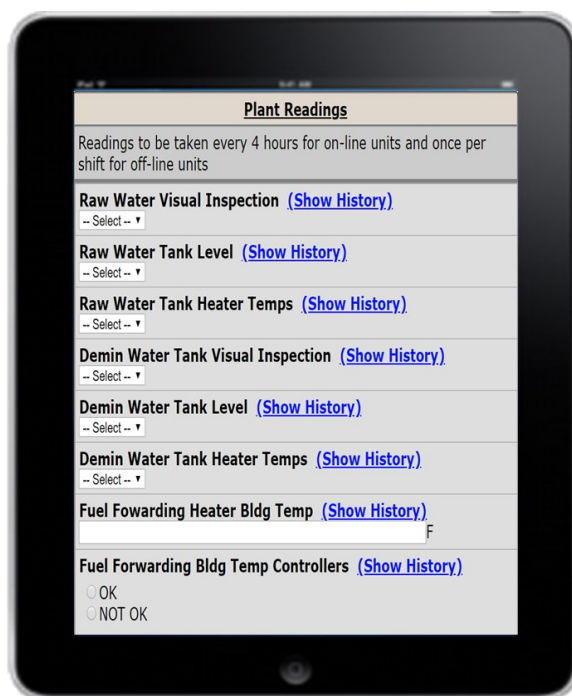 Plant Readings
Readings to be taken every 4 hours for on-line units and once per
shift for off-line units
Raw Water Visual Inspection (Show History)
-- Select --
Raw Water Tank Level (Show History)
-- Select --
Raw Water Tank Heater Temps (Show History)
-- Select --
Demin Water Tank Visual Inspection (Show History)
-- Select --
Demin Water Tank Level (Show History)
-- Select --
Demin Water Tank Heater Temps (Show History)
-- Select --
Fuel Fowarding Heater Bldg Temp (Show History)
F
Fuel Forwarding Bldg Temp Controllers (Show History)
OK
NOT OK